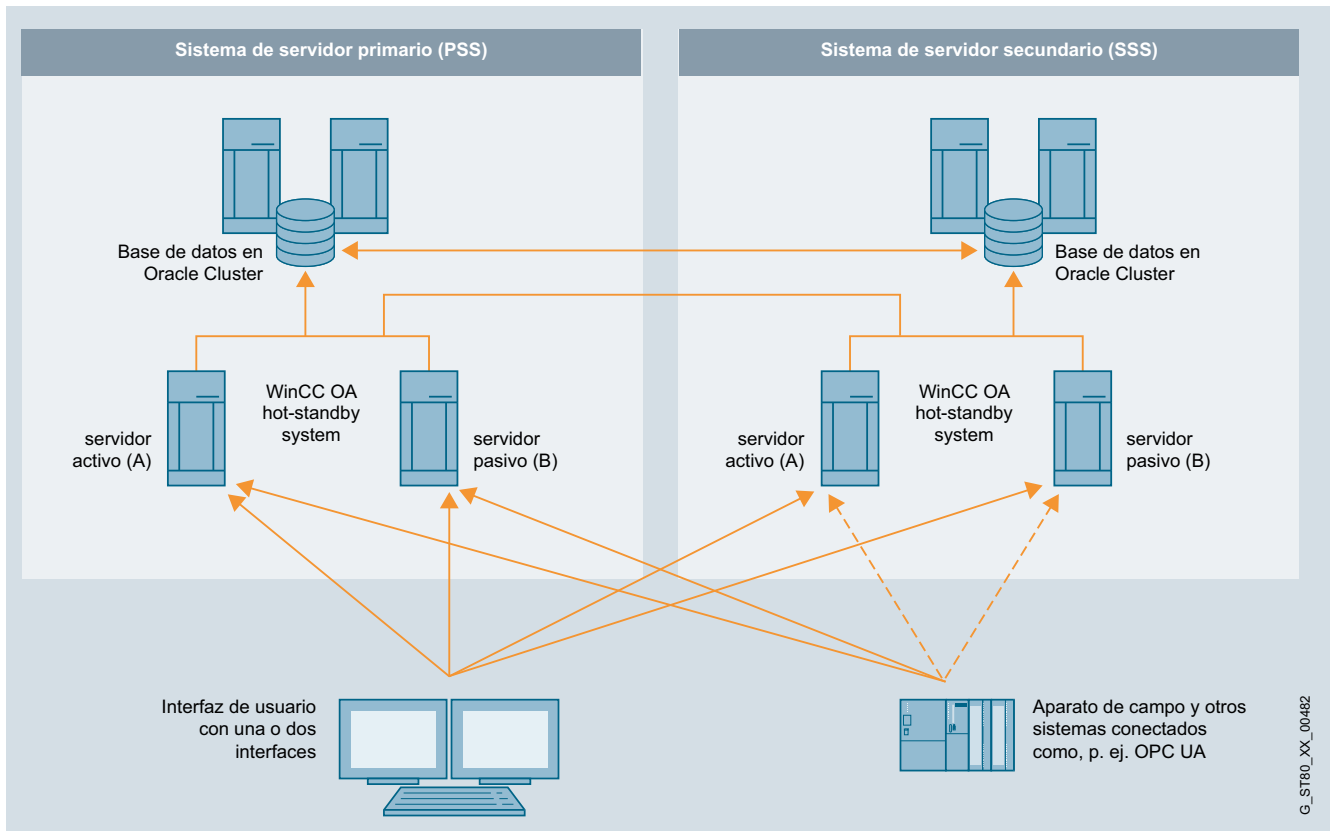 Sistema de servidor primario (PSS)
Sistema de servidor secundario (SSS)
Base de datos en
Oracle Cluster
Base de datos en
Oracle Cluster
WinCC OA
hot-standby
system
servidor
activo (A)
servidor
pasivo (B)
WinCC OA
hot-standby
system
servidor
activo (A)
servidor
pasivo (B)
Interfaz de usuario
con una o dos
interfaces
Aparato de campo y otros
sistemas conectados
como, p. ej. OPC UA
G_ST80_XX_00482